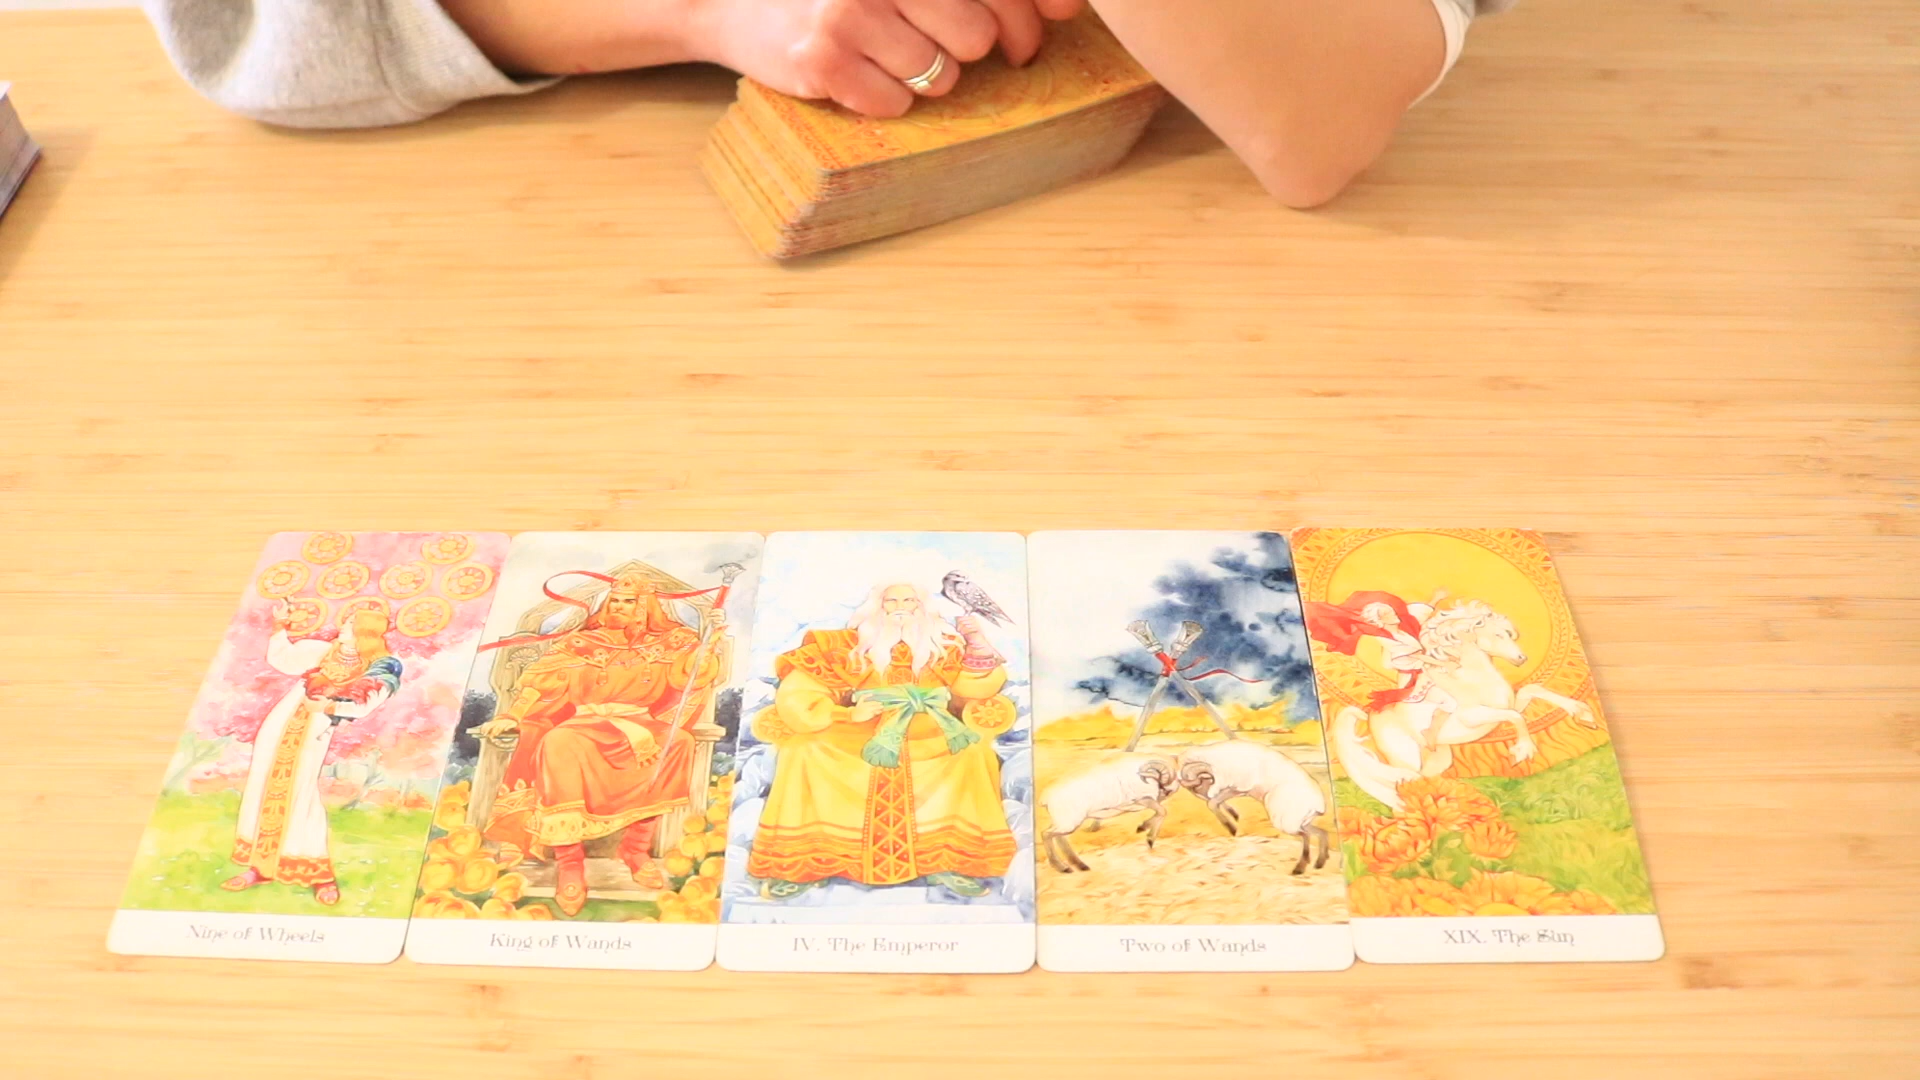 Nine of Wheels
King of Wands
IV. The Emperor
Two of Wands
XIX. The Sun